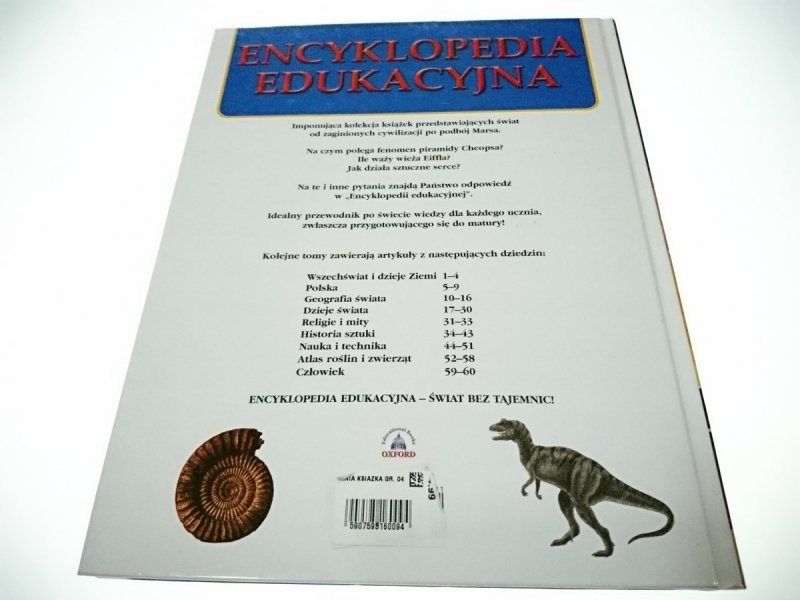 ENCYKLOPEDIA
EDUKACYJNA
Imponująca kolekcja książek przedstawiających świat
od zaginionych cywilizacji po podbój Marsa.
Na czym polega fenomen piramidy Cheopsa?
Ile waży wieża Eiffla?
Jak działa sztuczne serce?
Na te i inne pytania znajdą Państwo odpowiedź
w „Encyklopedii edukacyjnej”.
Idealny przewodnik po świecie wiedzy dla każdego ucznia,
zwłaszcza przygotowującego się do matury!
Kolejne tomy zawierają artykuły z następujących dziedzin:
Wszechświat i dzieje Ziemi 1–4
Polska 5–9
Geografia świata 10–16
Dzieje świata 17–30
Religie i mity 31–33
Historia sztuki 34–43
Nauka i technika 44–51
Atlas roślin i zwierząt 52–58
Człowiek 59–60
ENCYKLOPEDIA EDUKACYJNA – ŚWIAT BEZ TAJEMNIC!
Educational Books
OXFORD
KSIAZKA GR. 04
5907598160094